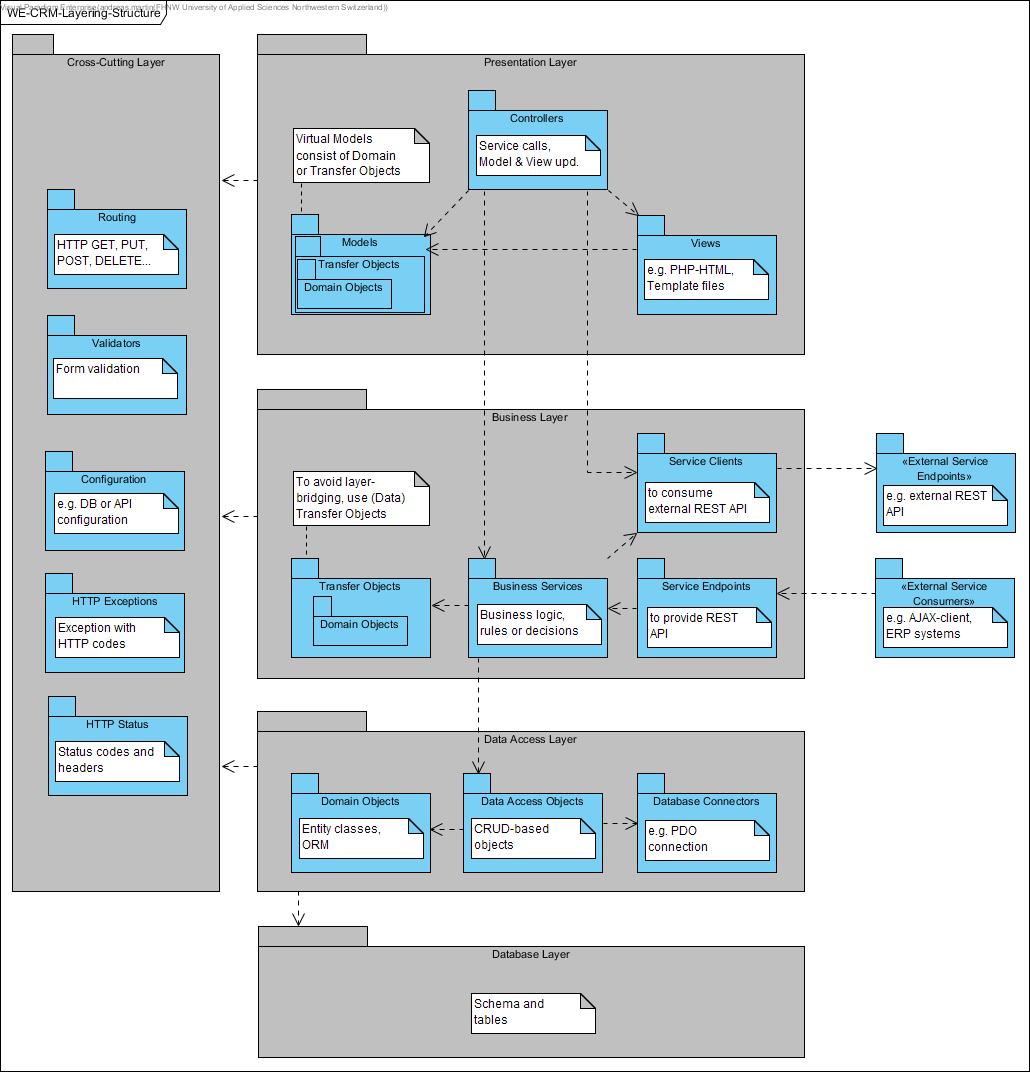 Visual Paradigm Enterprise(andreas.martin(FHNW University of Applied Sciences Northwestern Switzerland))
WE-CRM-Layering-Structure
Cross-Cutting Layer
Routing
HTTP GET, PUT,
POST, DELETE...
Validators
Form validation
Configuration
e.g. DB or API
configuration
HTTP Exceptions
Exception with
HTTP codes
HTTP Status
Status codes and
headers
Presentation Layer
Controllers
Service calls,
Model & View upd.
Virtual Models
consist of Domain
or Transfer Objects
Models
Transfer Objects
Domain Objects
Views
e.g. PHP-HTML,
Template files
Business Layer
Service Clients
to consume
external REST API
To avoid layer-
bridging, use (Data)
Transfer Objects
Transfer Objects
Domain Objects
Business Services
Business logic,
rules or decisions
Service Endpoints
to provide REST
API
«External Service
Endpoints»
e.g. external REST
API
«External Service
Consumers»
e.g. AJAX-client,
ERP systems
Data Access Layer
Domain Objects
Entity classes,
ORM
Data Access Objects
CRUD-based
objects
Database Connectors
e.g. PDO
connection
Database Layer
Schema and
tables